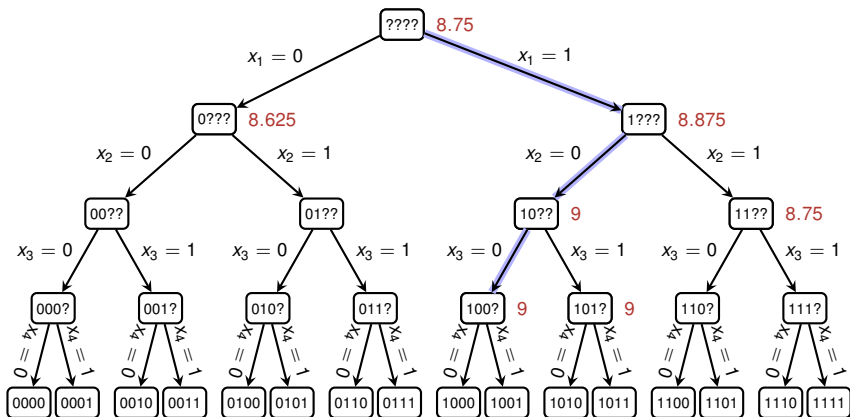 ???? 8.75
x₁ = 0 x₁ = 1
0??? 8.625 1??? 8.875
x₂ = 0 x₂ = 1 x₂ = 0 x₂ = 1
00?? 01?? 10?? 9 11?? 8.75
x₃ = 0 x₃ = 1 x₃ = 0 x₃ = 1 x₃ = 0 x₃ = 1 x₃ = 0 x₃ = 1
000? 001? 010? 011? 100? 9 101? 9 110? 111?
x₄ = 0 x₄ = 1 x₄ = 0 x₄ = 1 x₄ = 0 x₄ = 1 x₄ = 0 x₄ = 1 x₄ = 0 x₄ = 1 x₄ = 0 x₄ = 1 x₄ = 0 x₄ = 1 x₄ = 0 x₄ = 1
0000 0001 0010 0011 0100 0101 0110 0111 1000 1001 1010 1011 1100 1101 1110 1111